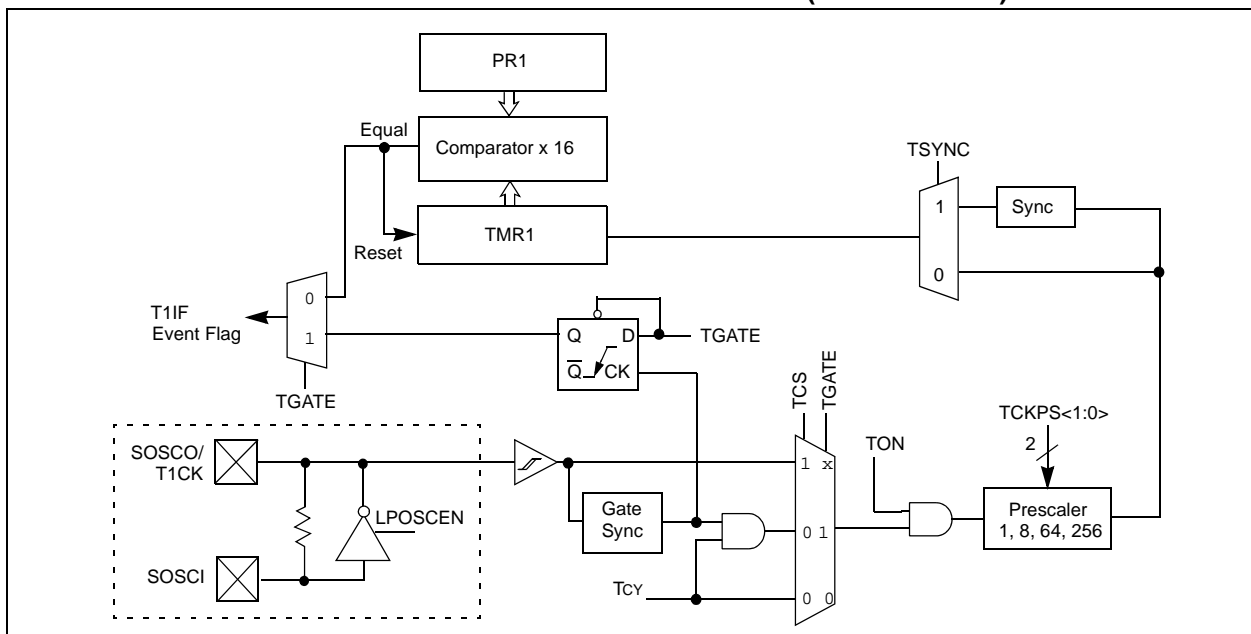 PR1
Equal
Comparator x 16
TSYNC
1
Sync
Reset
TMR1
0
T1IF
Event Flag
0
1
Q
D
TGATE
Q
CK
TGATE
TCS
TGATE
TCKPS<1:0>
2
TON
SOSCO/
T1CK
1 x
LPOSCEN
Gate
Sync
0 1
Prescaler
1, 8, 64, 256
SOSCI
TCY
0 0